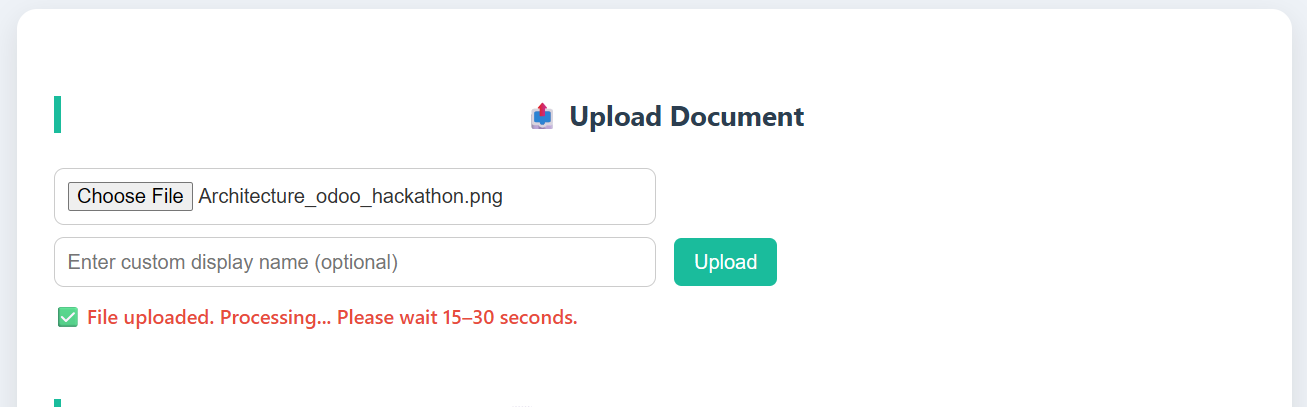 📤 Upload Document
Choose File Architecture_odoo_hackathon.png
Enter custom display name (optional)
Upload
✅ File uploaded. Processing... Please wait 15–30 seconds.